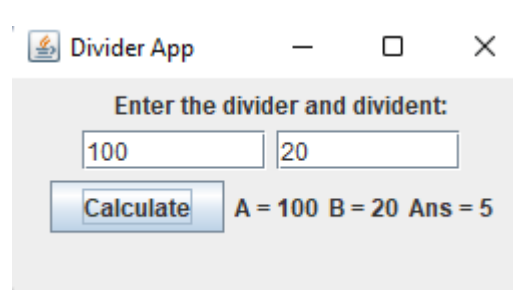 Divider App
Enter the divider and divident:
100 20
Calculate A = 100 B = 20 Ans = 5